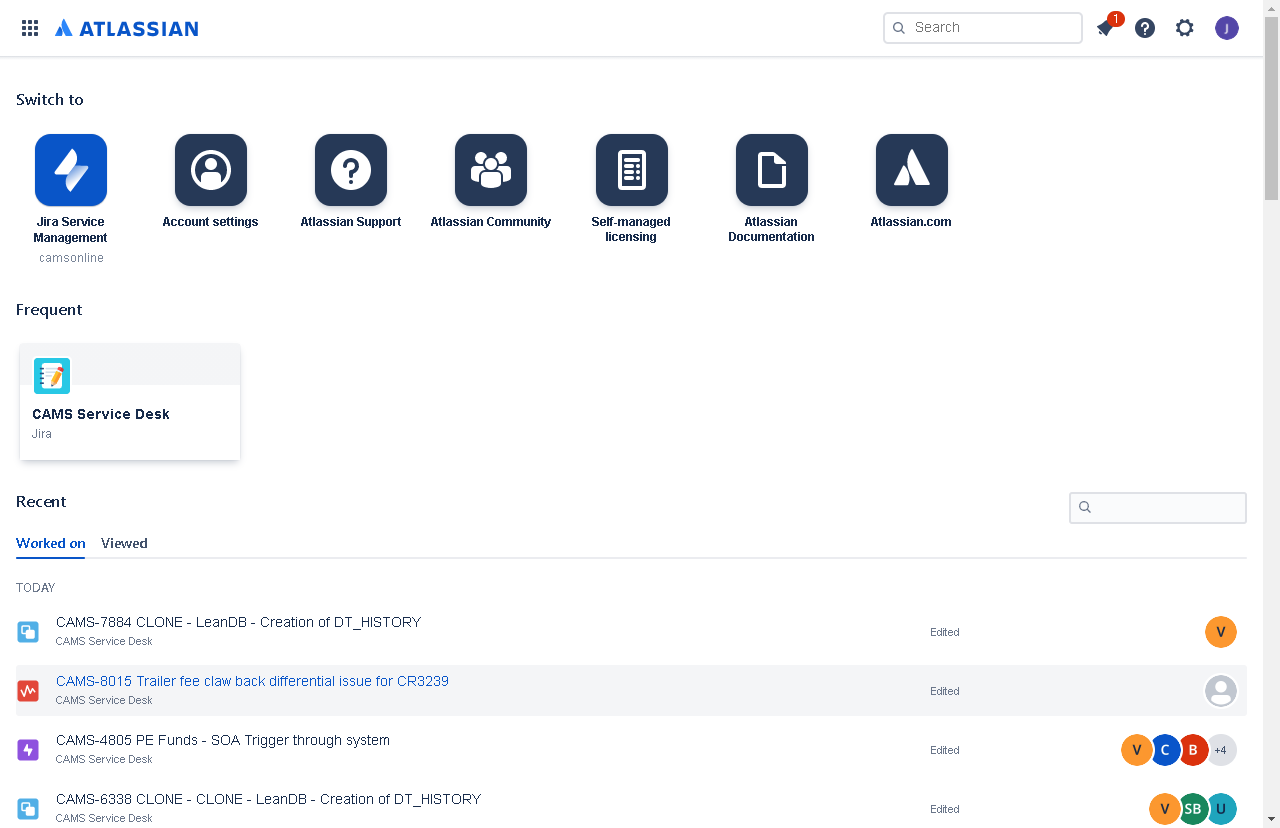 ATLASSIAN
Search
1
J
Switch to
Jira Service
Management
camsonline
Account settings
Atlassian Support
Atlassian Community
Self-managed
licensing
Atlassian
Documentation
Atlassian.com
Frequent
CAMS Service Desk
Jira
Recent
Worked on Viewed
TODAY
CAMS-7884 CLONE - LeanDB - Creation of DT_HISTORY
CAMS Service Desk
Edited
V
CAMS-8015 Trailer fee claw back differential issue for CR3239
CAMS Service Desk
Edited
CAMS-4805 PE Funds - SOA Trigger through system
CAMS Service Desk
Edited
V C B +4
CAMS-6338 CLONE - CLONE - LeanDB - Creation of DT_HISTORY
CAMS Service Desk
Edited
V SB U